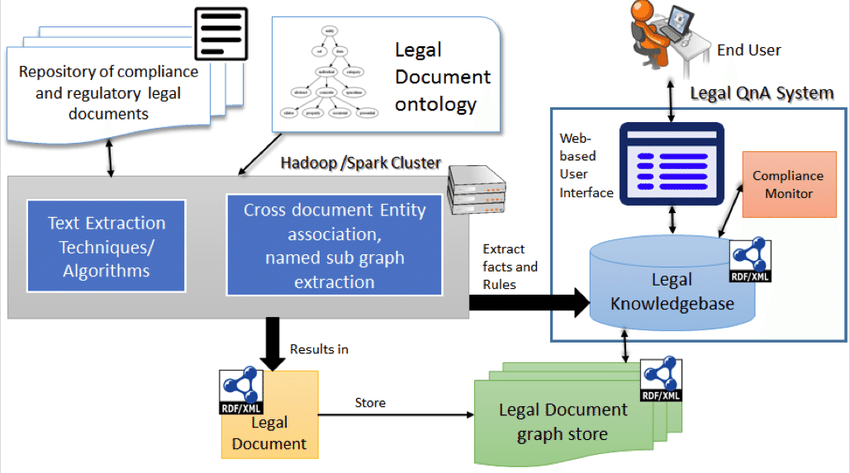 Repository of compliance
and regulatory legal
documents
entity
Legal
Document
ontology
End User
Legal QnA System
Web-
based
User
Interface
Compliance
Monitor
Hadoop /Spark Cluster
Text Extraction
Techniques/
Algorithms
Cross document Entity
association,
named sub graph
extraction
Extract
facts and
Rules
Legal
Knowledgebase
RDF/XML
Results in
RDF/XML
Legal
Document
Store
Legal Document
graph store
RDF/XML